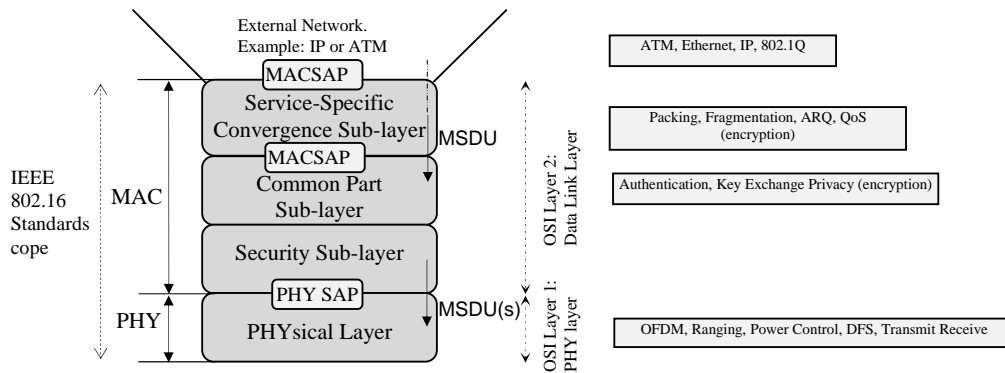 External Network.
Example: IP or ATM
MACSAP
Service-Specific
Convergence Sub-layer
MSDU
MACSAP
Common Part
Sub-layer
Security Sub-layer
PHY SAP
MSDU(s)
PHYsical Layer
IEEE
802.16
Standards
cope
MAC
PHY
OSI Layer 2:
Data Link Layer
OSI Layer 1:
PHY layer
ATM, Ethernet, IP, 802.1Q
Packing, Fragmentation, ARQ, QoS
(encryption)
Authentication, Key Exchange Privacy (encryption)
OFDM, Ranging, Power Control, DFS, Transmit Receive